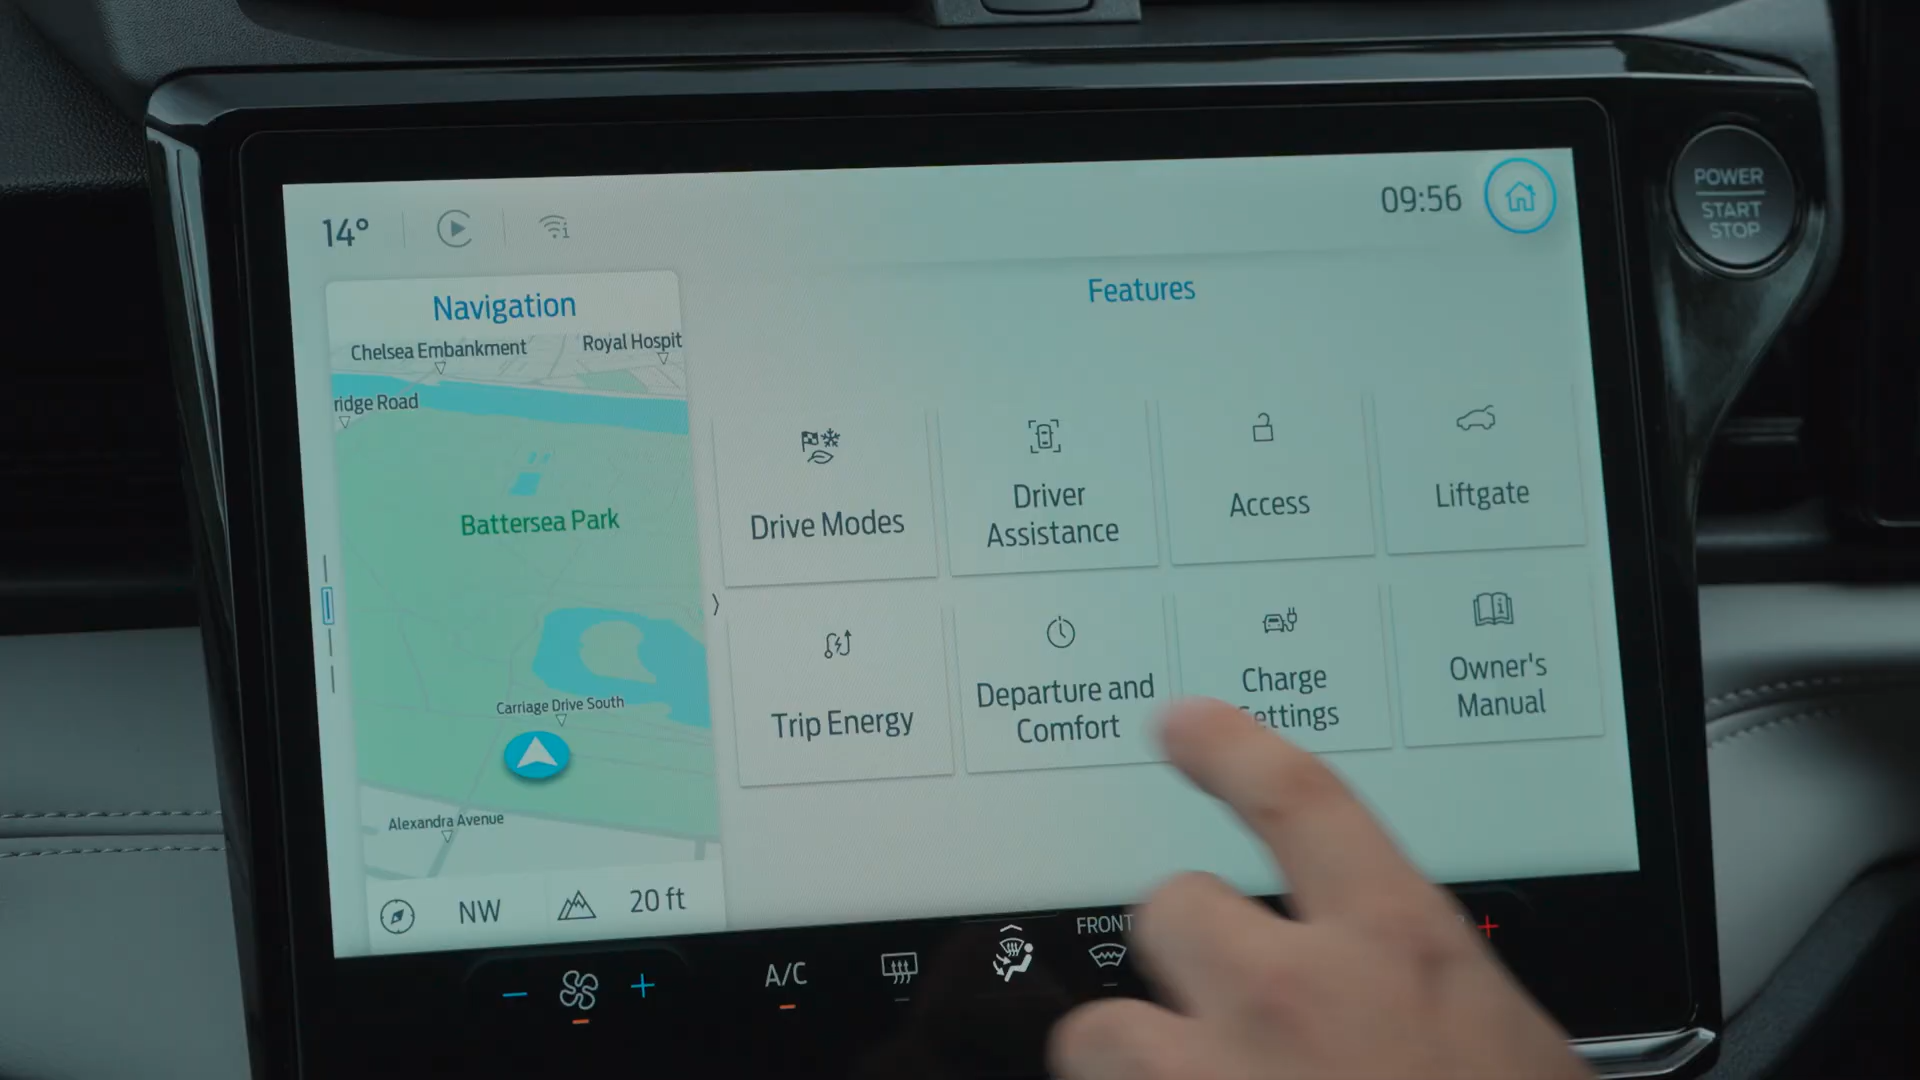 14°
09:56
POWER
START
STOP
Navigation
Features
Chelsea Embankment
Royal Hospit
ridge Road
Battersea Park
Carriage Drive South
Alexandra Avenue
NW
20 ft
Drive Modes
Driver
Assistance
Access
Liftgate
Trip Energy
Departure and
Comfort
Charge
ettings
Owner's
Manual
A/C
FRONT